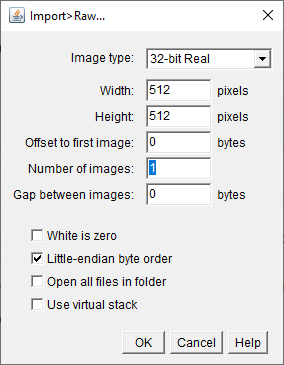 Import>Raw...
Image type: 32-bit Real
Width: 512 pixels
Height: 512 pixels
Offset to first image: 0 bytes
Number of images: 1
Gap between images: 0 bytes
White is zero
Little-endian byte order
Open all files in folder
Use virtual stack
OK Cancel Help